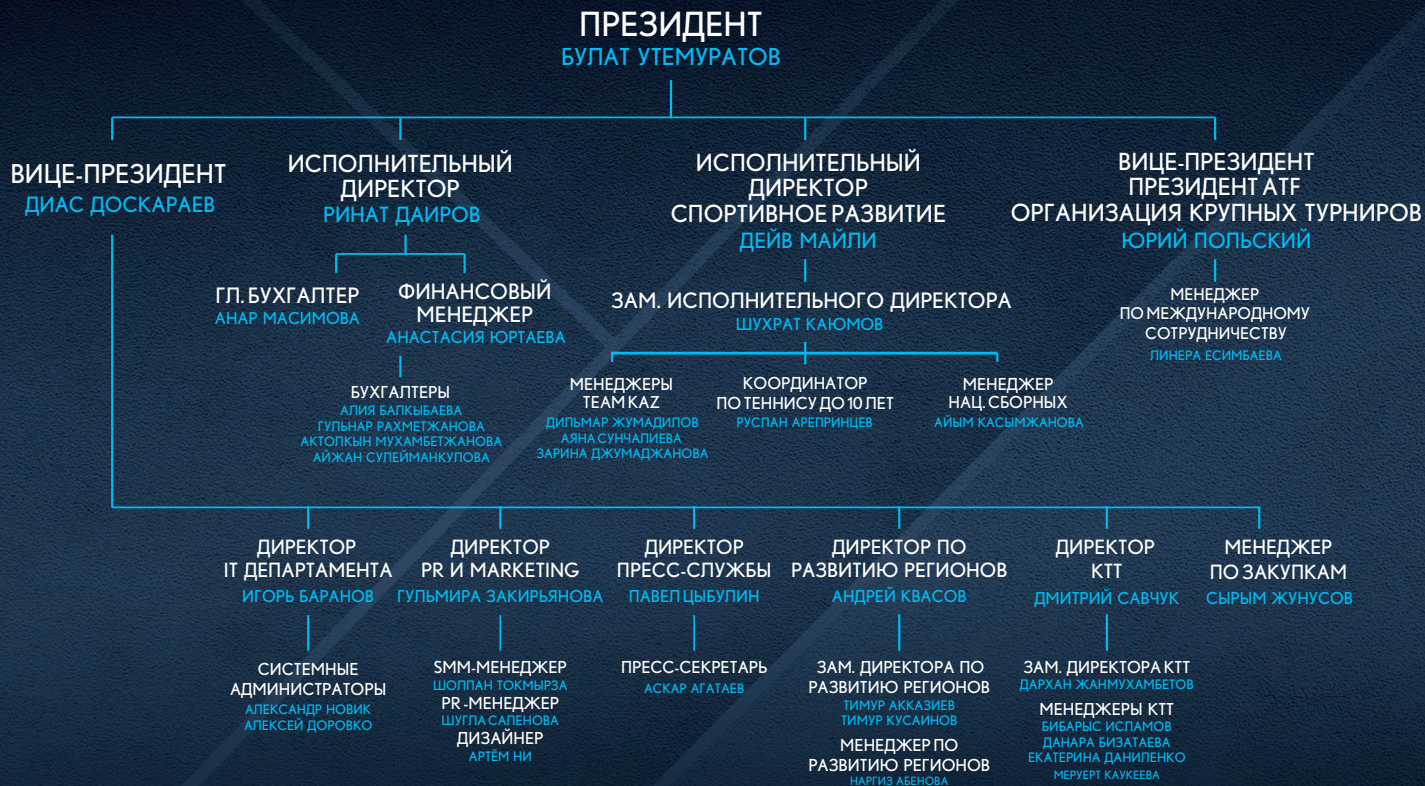 ПРЕЗИДЕНТ
БУЛАТ УТЕМУРАТОВ
ВИЦЕ-ПРЕЗИДЕНТ
ДИАС ДОСКАРАЕВ
ИСПОЛНИТЕЛЬНЫЙ
ДИРЕКТОР
РИНАТ ДАИРОВ
ИСПОЛНИТЕЛЬНЫЙ
ДИРЕКТОР
СПОРТИВНОЕ РАЗВИТИЕ
ДЕЙВ МАЙЛИ
ВИЦЕ-ПРЕЗИДЕНТ
ПРЕЗИДЕНТ ATF
ОРГАНИЗАЦИЯ КРУПНЫХ ТУРНИРОВ
ЮРИЙ ПОЛЬСКИЙ
ГЛ. БУХГАЛТЕР
АНАР МАСИМОВА
ФИНАНСОВЫЙ
МЕНЕДЖЕР
АНАСТАСИЯ ЮРТАЕВА
ЗАМ. ИСПОЛНИТЕЛЬНОГО ДИРЕКТОРА
ШУХРАТ КАЮМОВ
МЕНЕДЖЕР
ПО МЕЖДУНАРОДНОМУ
СОТРУДНИЧЕСТВУ
ЛИНЕРА ЕСИМБАЕВА
БУХГАЛТЕРЫ
АЛИЯ БАЛКЫБАЕВА
ГУЛЬНАР РАХМЕТЖАНОВА
АКТОЛКЫН МУХАМБЕТЖАНОВА
АЙЖАН СУЛЕЙМАНКУЛОВА
МЕНЕДЖЕРЫ
TEAM KAZ
ДИЛЬМАР ЖУМАДИЛОВ
АЯНА СУНЧАЛИЕВА
ЗАРИНА ДЖУМАДЖАНОВА
КООРДИНАТОР
ПО ТЕННИСУ ДО 10 ЛЕТ
РУСЛАН АРЕПРИНЦЕВ
МЕНЕДЖЕР
НАЦ. СБОРНЫХ
АЙЫМ КАСЫМЖАНОВА
ДИРЕКТОР
IT ДЕПАРТАМЕНТА
ИГОРЬ БАРАНОВ
ДИРЕКТОР
PR И MARKETING
ГУЛЬМИРА ЗАКИРЬЯНОВА
ДИРЕКТОР
ПРЕСС-СЛУЖБЫ
ПАВЕЛ ЦЫБУЛИН
ДИРЕКТОР ПО
РАЗВИТИЮ РЕГИОНОВ
АНДРЕЙ КВАСОВ
ДИРЕКТОР
КТТ
ДМИТРИЙ САВЧУК
МЕНЕДЖЕР
ПО ЗАКУПКАМ
СЫРЫМ ЖУНУСОВ
СИСТЕМНЫЕ
АДМИНИСТРАТОРЫ
АЛЕКСАНДР НОВИК
АЛЕКСЕЙ ДОРОВКО
SMM-МЕНЕДЖЕР
ШОЛПАН ТОКМЫРЗА
PR -МЕНЕДЖЕР
ШУГЛА САЛЕНОВА
ДИЗАЙНЕР
АРТЁМ НИ
ПРЕСС-СЕКРЕТАРЬ
АСКАР АГАТАЕВ
ЗАМ. ДИРЕКТОРА ПО
РАЗВИТИЮ РЕГИОНОВ
ТИМУР АККАЗИЕВ
ТИМУР КУСАИНОВ
МЕНЕДЖЕР ПО
РАЗВИТИЮ РЕГИОНОВ
НАРГИЗ АБЕНОВА
ЗАМ. ДИРЕКТОРА КТТ
ДАРХАН ЖАНМУХАМБЕТОВ
МЕНЕДЖЕРЫ КТТ
БИБАРЫС ИСЛАМОВ
ДАНАРА БИЗАТАЕВА
ЕКАТЕРИНА ДАНИЛЕНКО
МЕРУЕРТ КАУКЕЕВА